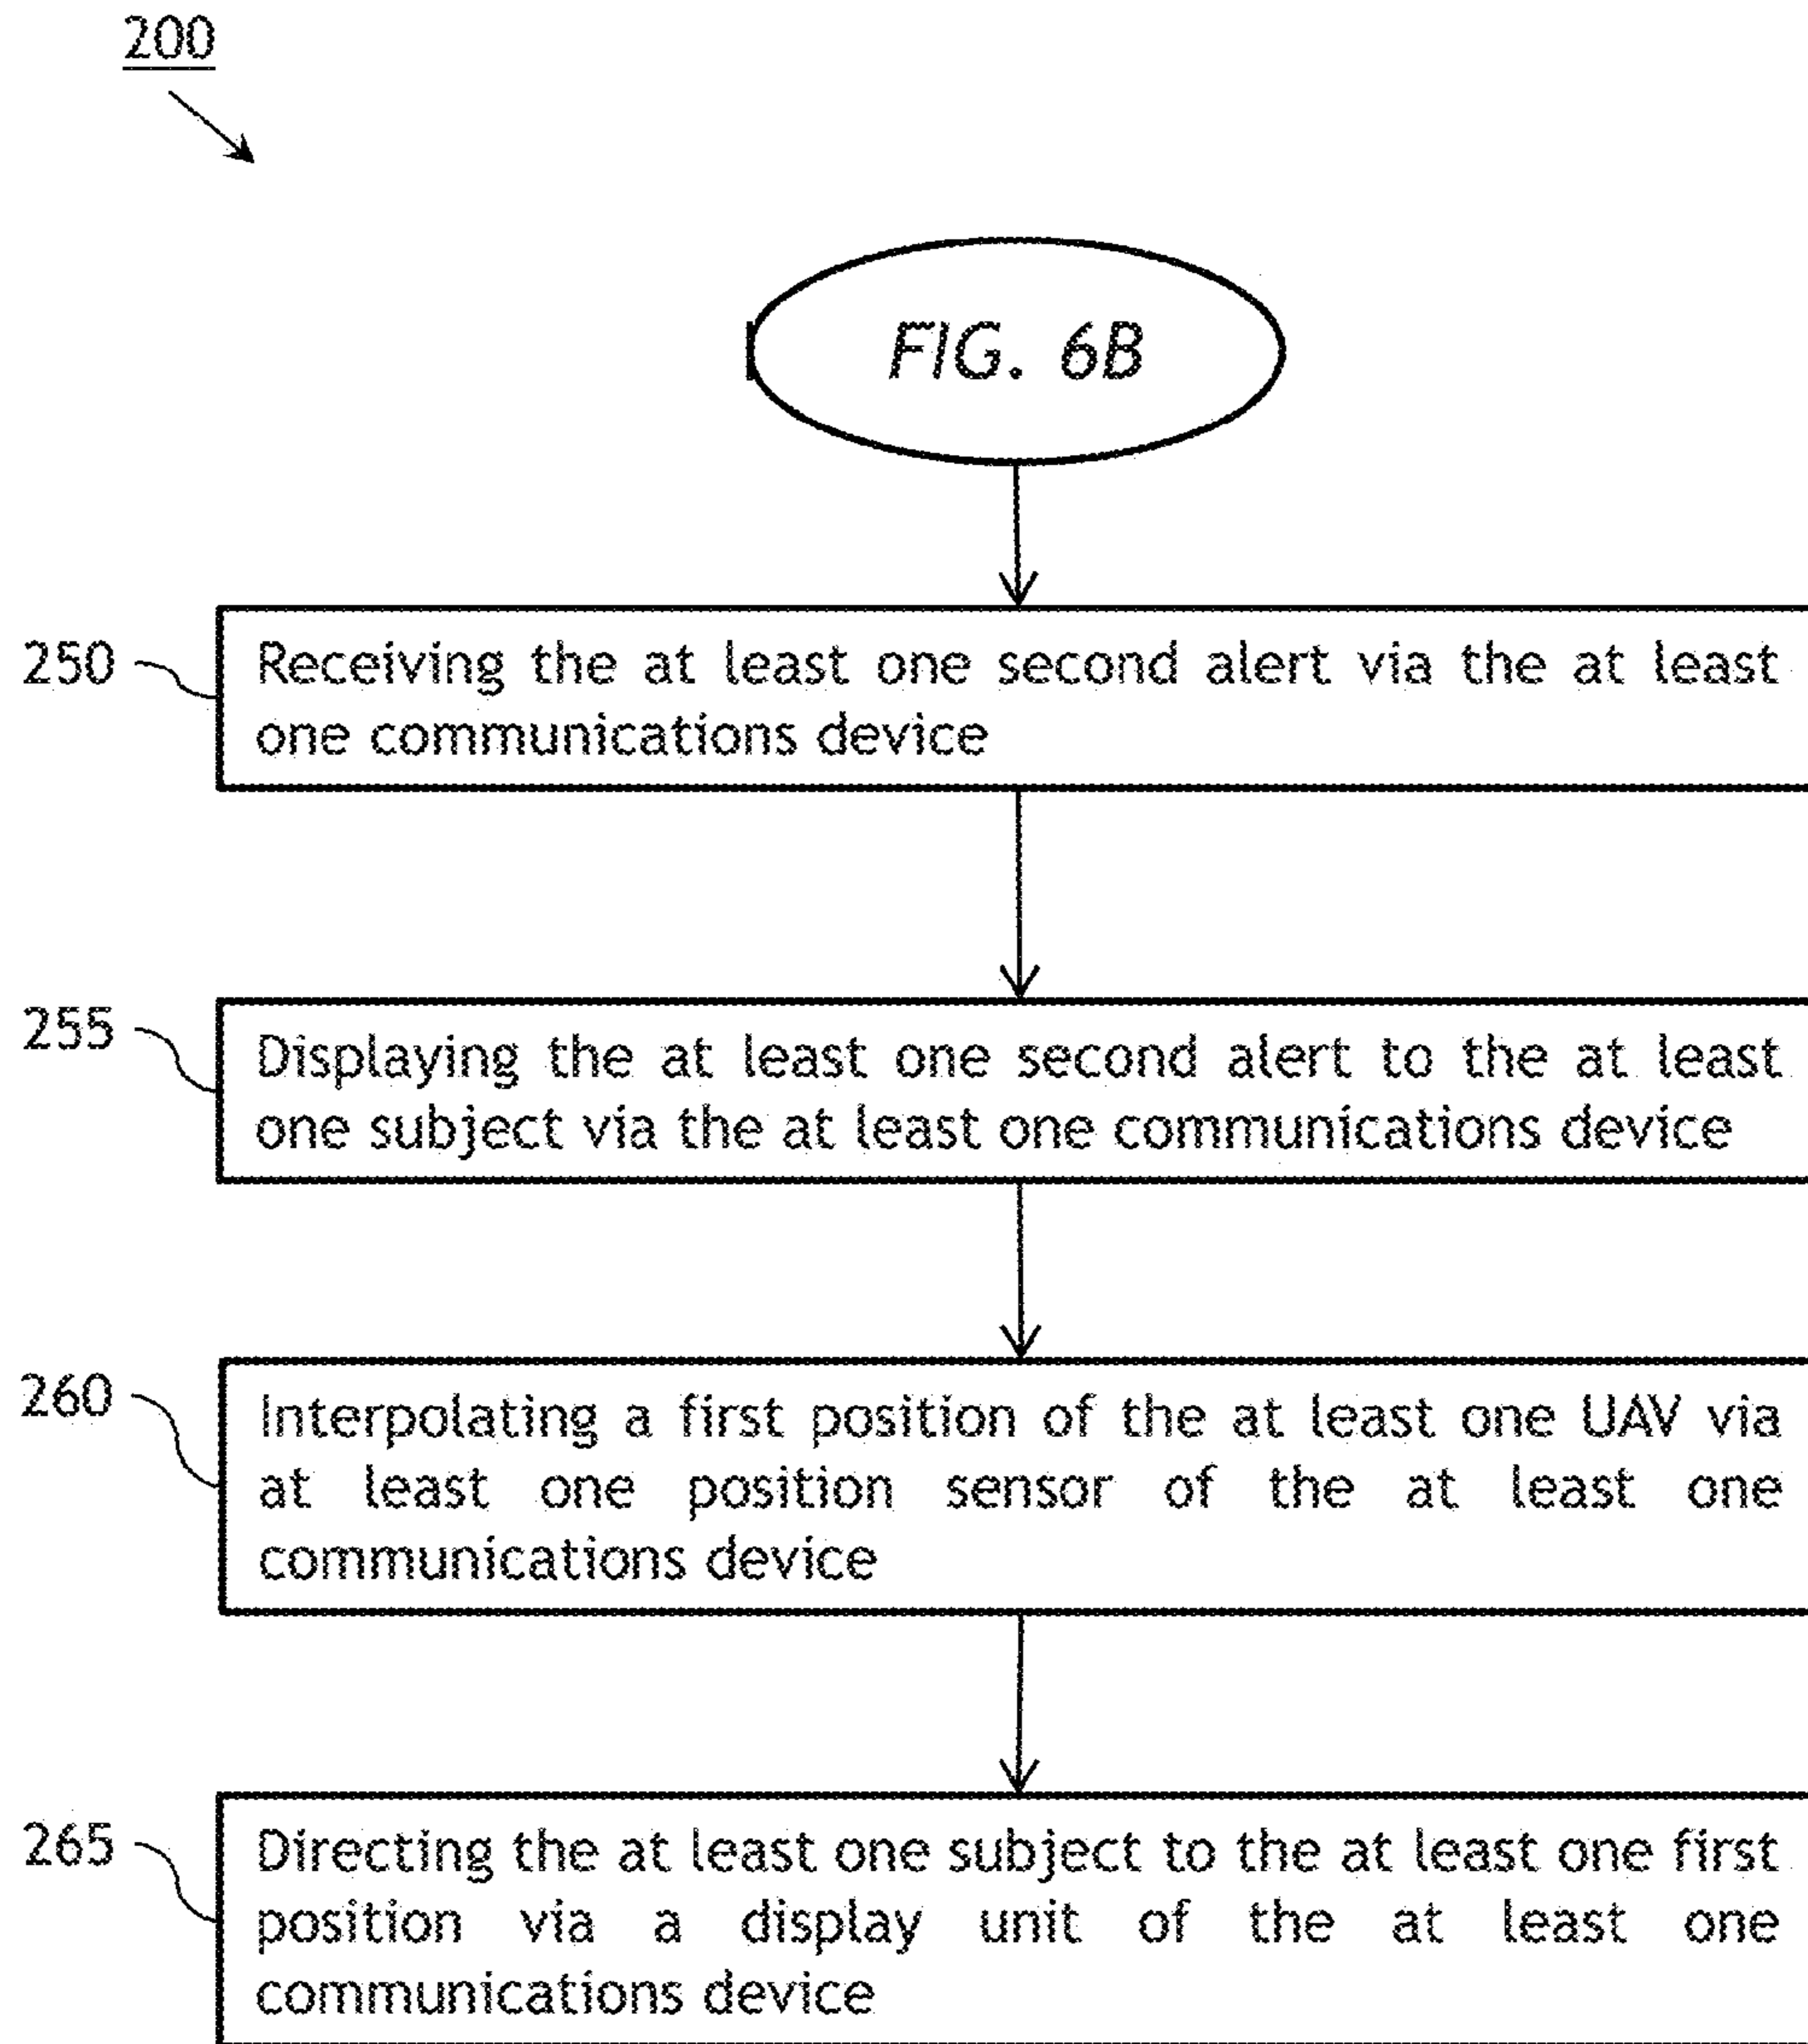 200
FIG. 6B
250
Receiving the at least one second alert via the at least
one communications device
255
Displaying the at least one second alert to the at least
one subject via the at least one communications device
260
Interpolating a first position of the at least one UAV via
at least one position sensor of the at least one
communications device
265
Directing the at least one subject to the at least one first
position via a display unit of the at least one
communications device